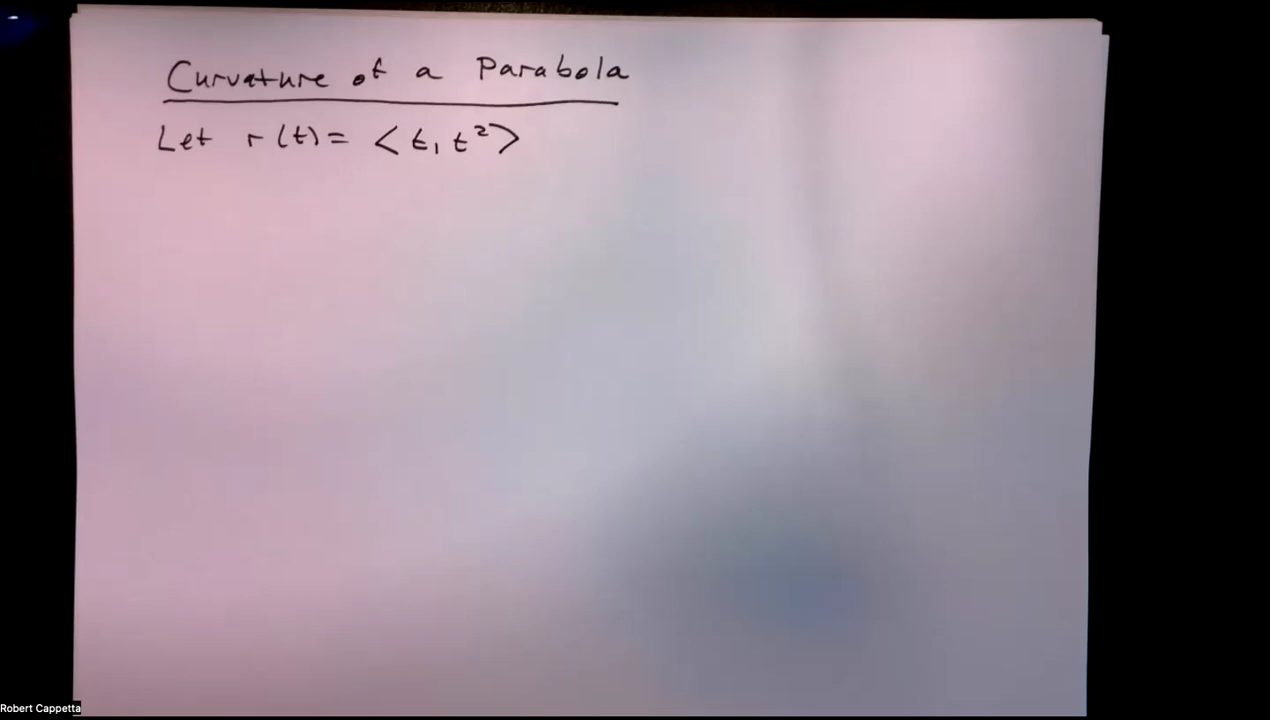 Curvature of a Parabola
Let r(t) = <t, t²>
Robert Cappetta